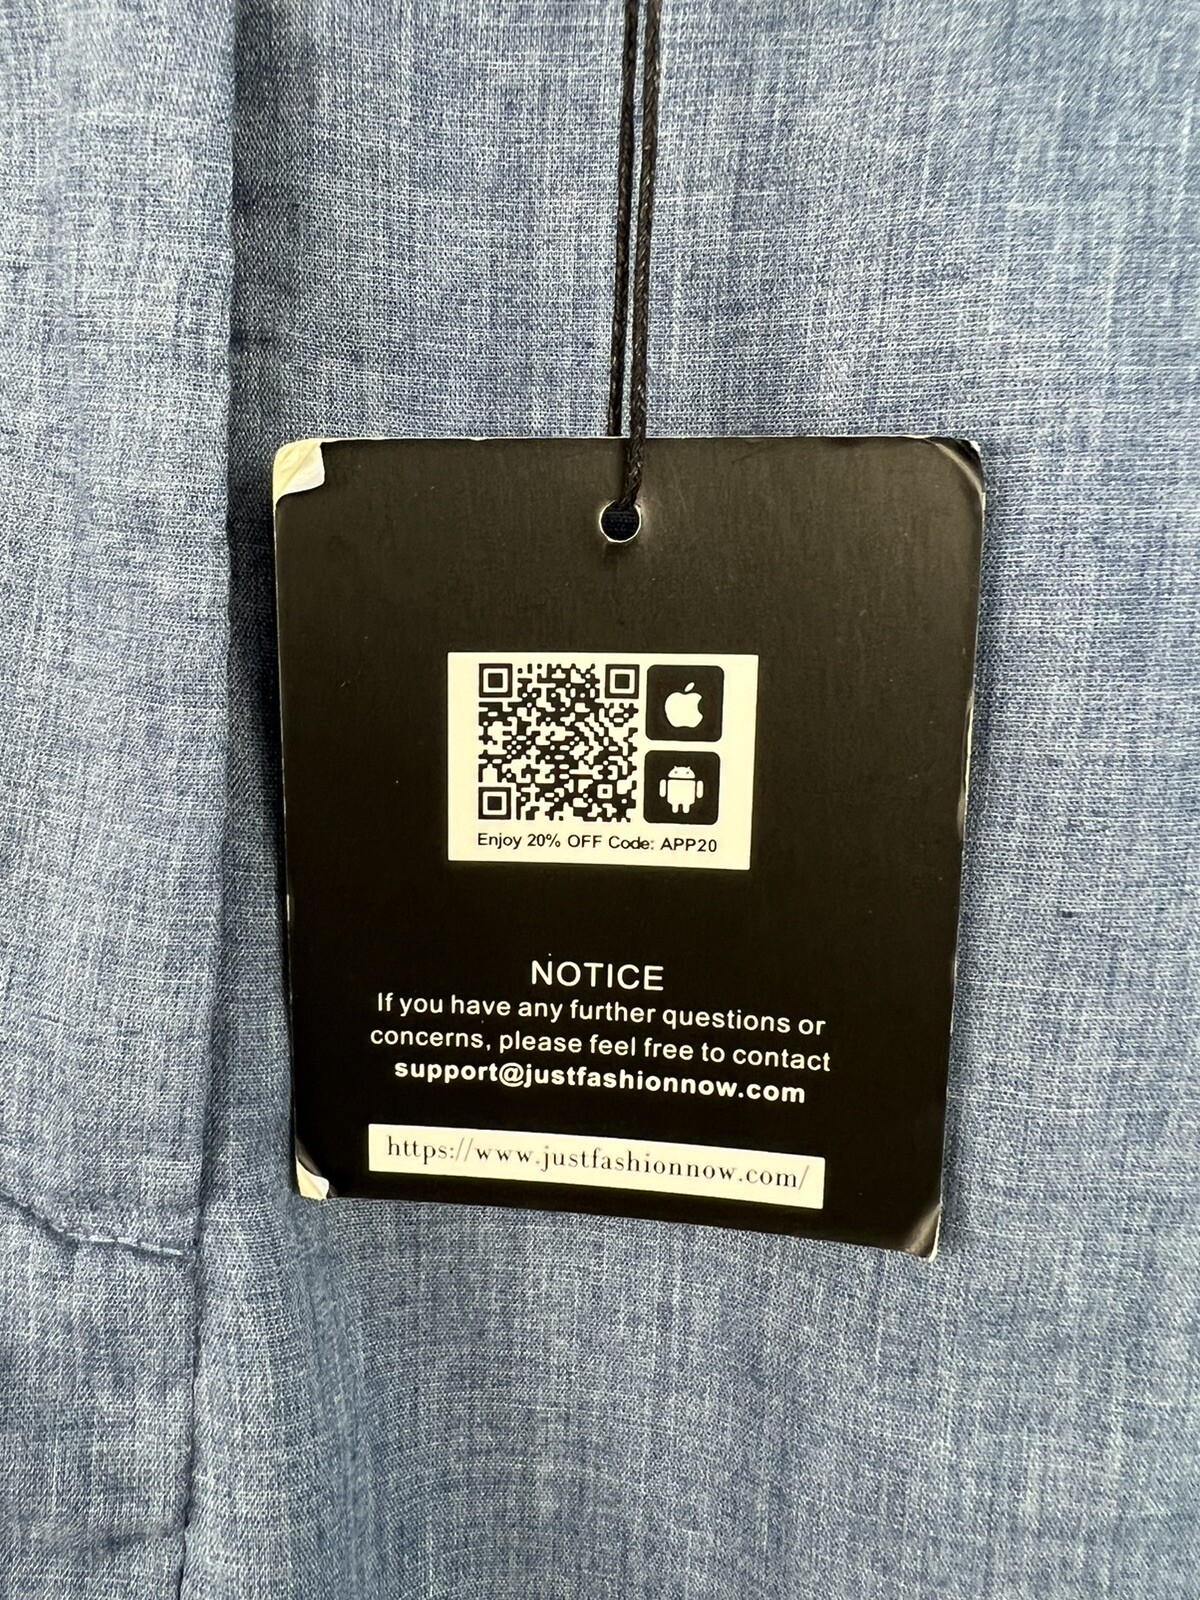 Enjoy 20% OFF Code: APP20
NOTICE
If you have any further questions or
concerns, please feel free to contact
support@justfashionnow.com
https://www.justfashionnow.com/